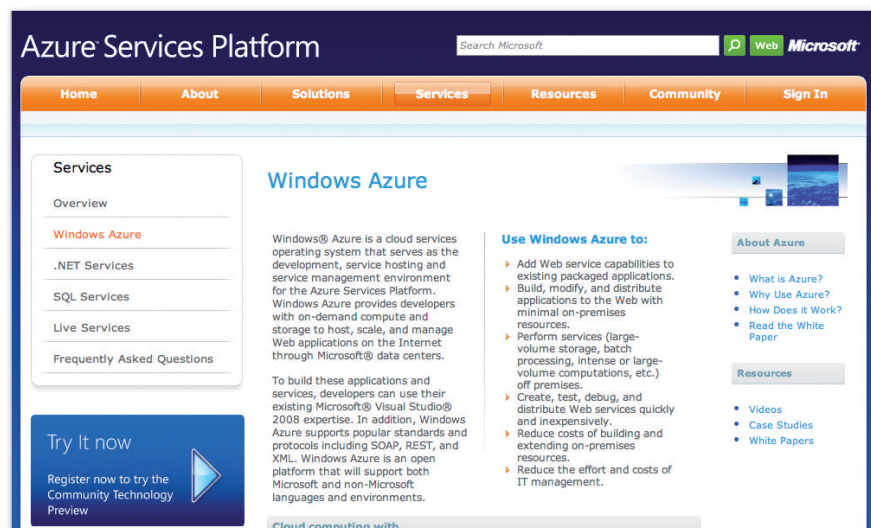 Azure Services Platform
Search Microsoft
Web
Microsoft
Home
About
Solutions
Services
Resources
Community
Sign In
Services
Overview
Windows Azure
.NET Services
SQL Services
Live Services
Frequently Asked Questions
Try It now
Register now to try the
Community Technology
Preview
Windows Azure
Windows® Azure is a cloud services
operating system that serves as the
development, service hosting and
service management environment
for the Azure Services Platform.
Windows Azure provides developers
with on-demand compute and
storage to host, scale, and manage
Web applications on the Internet
through Microsoft® data centers.
To build these applications and
services, developers can use their
existing Microsoft® Visual Studio®
2008 expertise. In addition, Windows
Azure supports popular standards and
protocols including SOAP, REST, and
XML. Windows Azure is an open
platform that will support both
Microsoft and non-Microsoft
languages and environments.
Use Windows Azure to:
Add Web service capabilities to
existing packaged applications.
Build, modify, and distribute
applications to the Web with
minimal on-premises
resources.
Perform services (large-
volume storage, batch
processing, intense or large-
volume computations, etc.)
off premises.
Create, test, debug, and
distribute Web services quickly
and inexpensively.
Reduce costs of building and
extending on-premises
resources.
Reduce the effort and costs of
IT management.
About Azure
What is Azure?
Why Use Azure?
How Does it Work?
Read the White
Paper
Resources
Videos
Case Studies
White Papers
Cloud computing with...